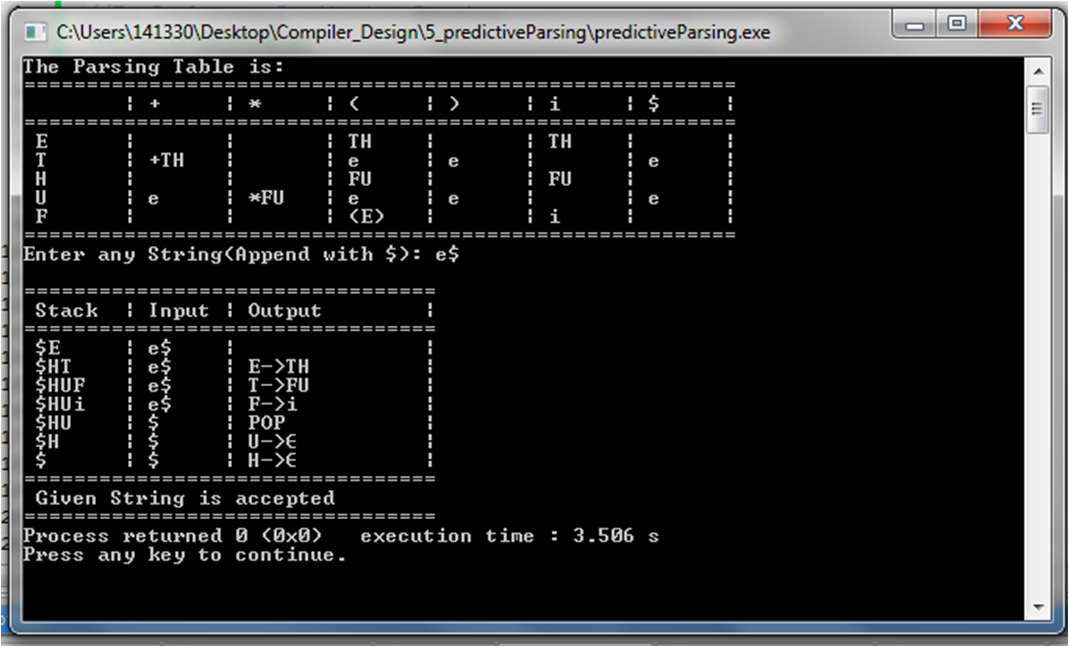 C:\Users\141330\Desktop\Compiler_Design\5_predictiveParsing\predictiveParsing.exe
The Parsing Table is:
=========================================================
¦ + ¦ * ¦ ( ¦ ) ¦ i ¦ $ ¦
=========================================================
E ¦ ¦ ¦ TH ¦ ¦ TH ¦ ¦
T ¦ +TH ¦ ¦ e ¦ e ¦ ¦ e ¦
H ¦ ¦ ¦ FU ¦ ¦ FU ¦ ¦
U ¦ e ¦ *FU ¦ e ¦ e ¦ ¦ e ¦
F ¦ ¦ ¦ (E) ¦ ¦ i ¦ ¦
=========================================================
Enter any String(Append with $): e$
=================================
Stack ¦ Input ¦ Output ¦
=================================
$E ¦ e$ ¦ ¦
$HT ¦ e$ ¦ E->TH ¦
$HUF ¦ e$ ¦ T->FU ¦
$HUi ¦ e$ ¦ F->i ¦
$HU ¦ $ ¦ POP ¦
$H ¦ $ ¦ U->∈ ¦
$ ¦ $ ¦ H->∈ ¦
=================================
Given String is accepted
=================================
Process returned 0 (0x0) execution time : 3.506 s
Press any key to continue.